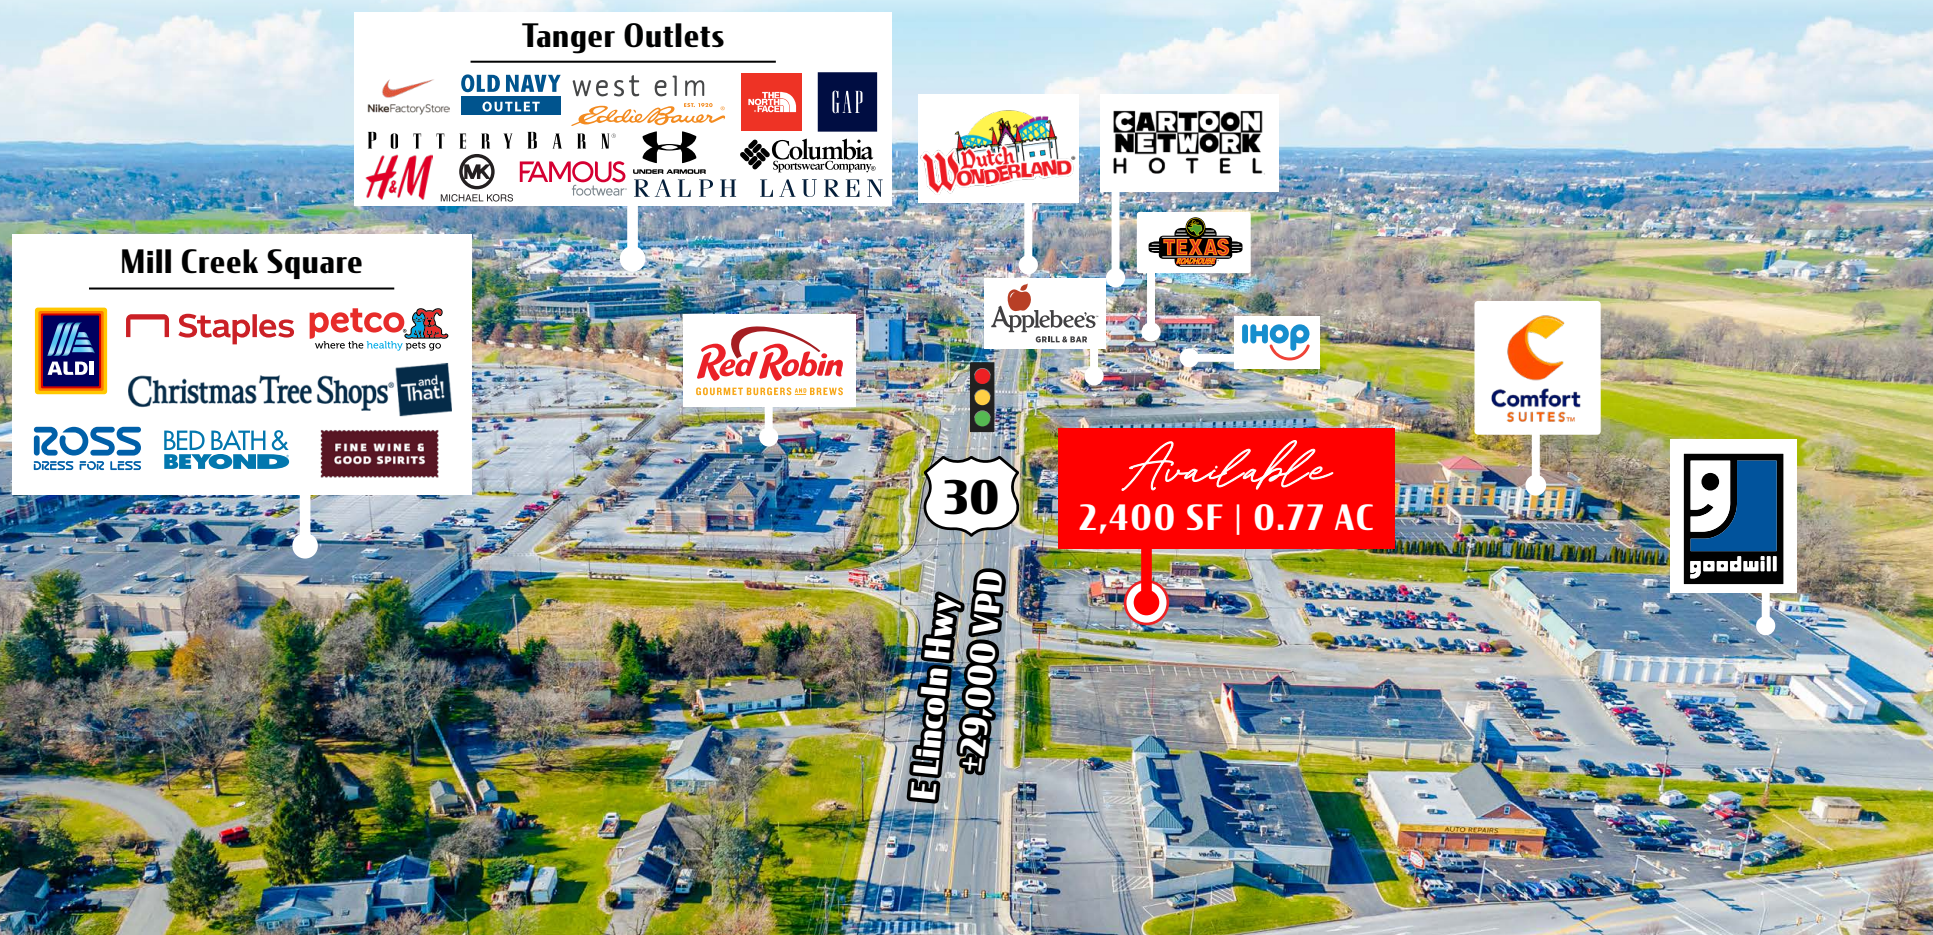 Tanger Outlets
NikeFactoryStore
OLD NAVY
OUTLET
west elm
EST. 1920
Eddie Bauer
THE
NORTH
FACE
GAP
POTTERY BARN
H&M
MK
MICHAEL KORS
FAMOUS
footwear
UNDER ARMOUR
Columbia
Sportswear Company
RALPH LAUREN
Dutch
WONDERLAND
CARTOON
NETWORK
HOTEL
TEXAS
ROADHOUSE
Mill Creek Square
ALDI
Staples
petco
where the healthy pets go
Christmas Tree Shops
and
That!
ROSS
DRESS FOR LESS
BED BATH &
BEYOND
FINE WINE &
GOOD SPIRITS
Red Robin
GOURMET BURGERS AND BREWS
Applebee's
GRILL & BAR
IHOP
Comfort
SUITES
30
Available
2,400 SF | 0.77 AC
goodwill
E Lincoln Hwy
±29,000 VPD
AUTO REPAIRS